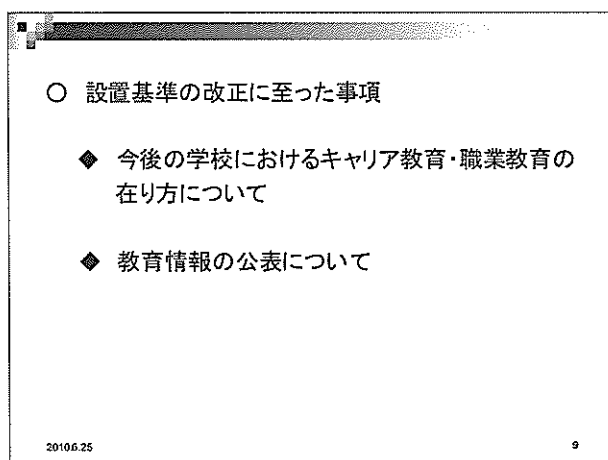 ○ 設置基準の改正に至った事項
◆ 今後の学校におけるキャリア教育・職業教育の
在り方について
◆ 教育情報の公表について
2010.6.25
9